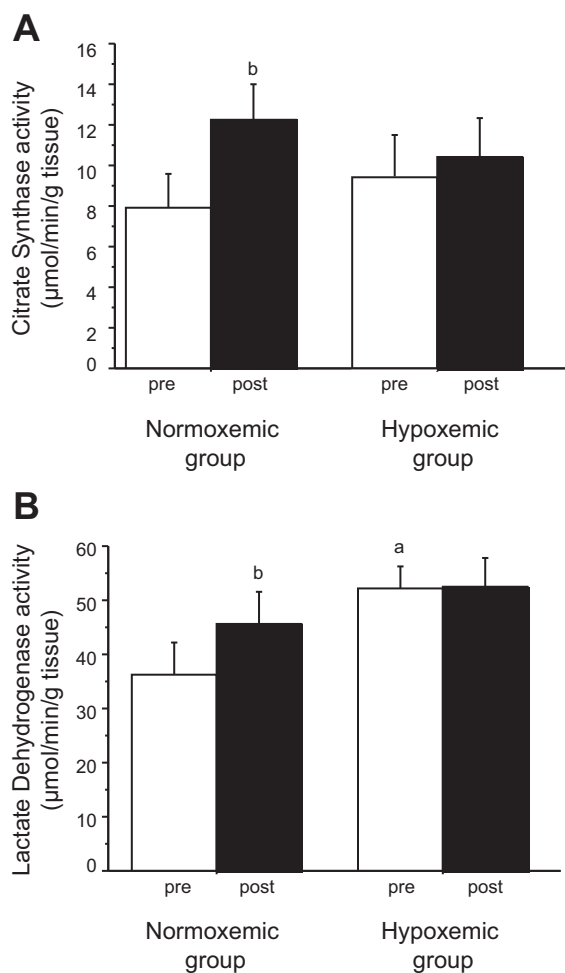 A
Citrate Synthase activity
(µmol/min/g tissue)
16
14
12
10
8
6
4
2
0
b
pre
post
pre
post
Normoxemic
group
Hypoxemic
group
B
Lactate Dehydrogenase activity
(µmol/min/g tissue)
60
50
40
30
20
10
0
b
a
pre
post
pre
post
Normoxemic
group
Hypoxemic
group